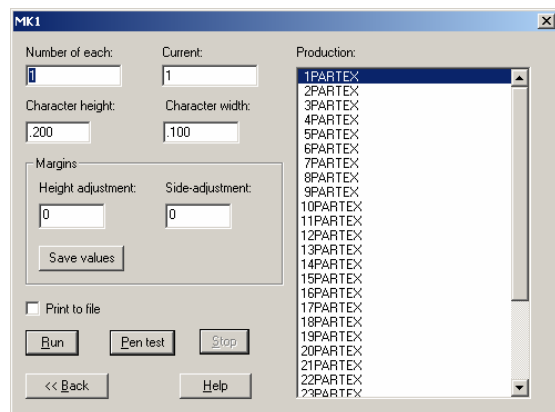 MK1
Number of each: Current:
1 1
Character height: Character width:
.200 .100
Margins
Height adjustment: Side-adjustment:
0 0
Save values
Print to file
Run Pen test Stop
<< Back Help
Production:
1PARTEX
2PARTEX
3PARTEX
4PARTEX
5PARTEX
6PARTEX
7PARTEX
8PARTEX
9PARTEX
10PARTEX
11PARTEX
12PARTEX
13PARTEX
14PARTEX
15PARTEX
16PARTEX
17PARTEX
18PARTEX
19PARTEX
20PARTEX
21PARTEX
22PARTEX
23PARTEX